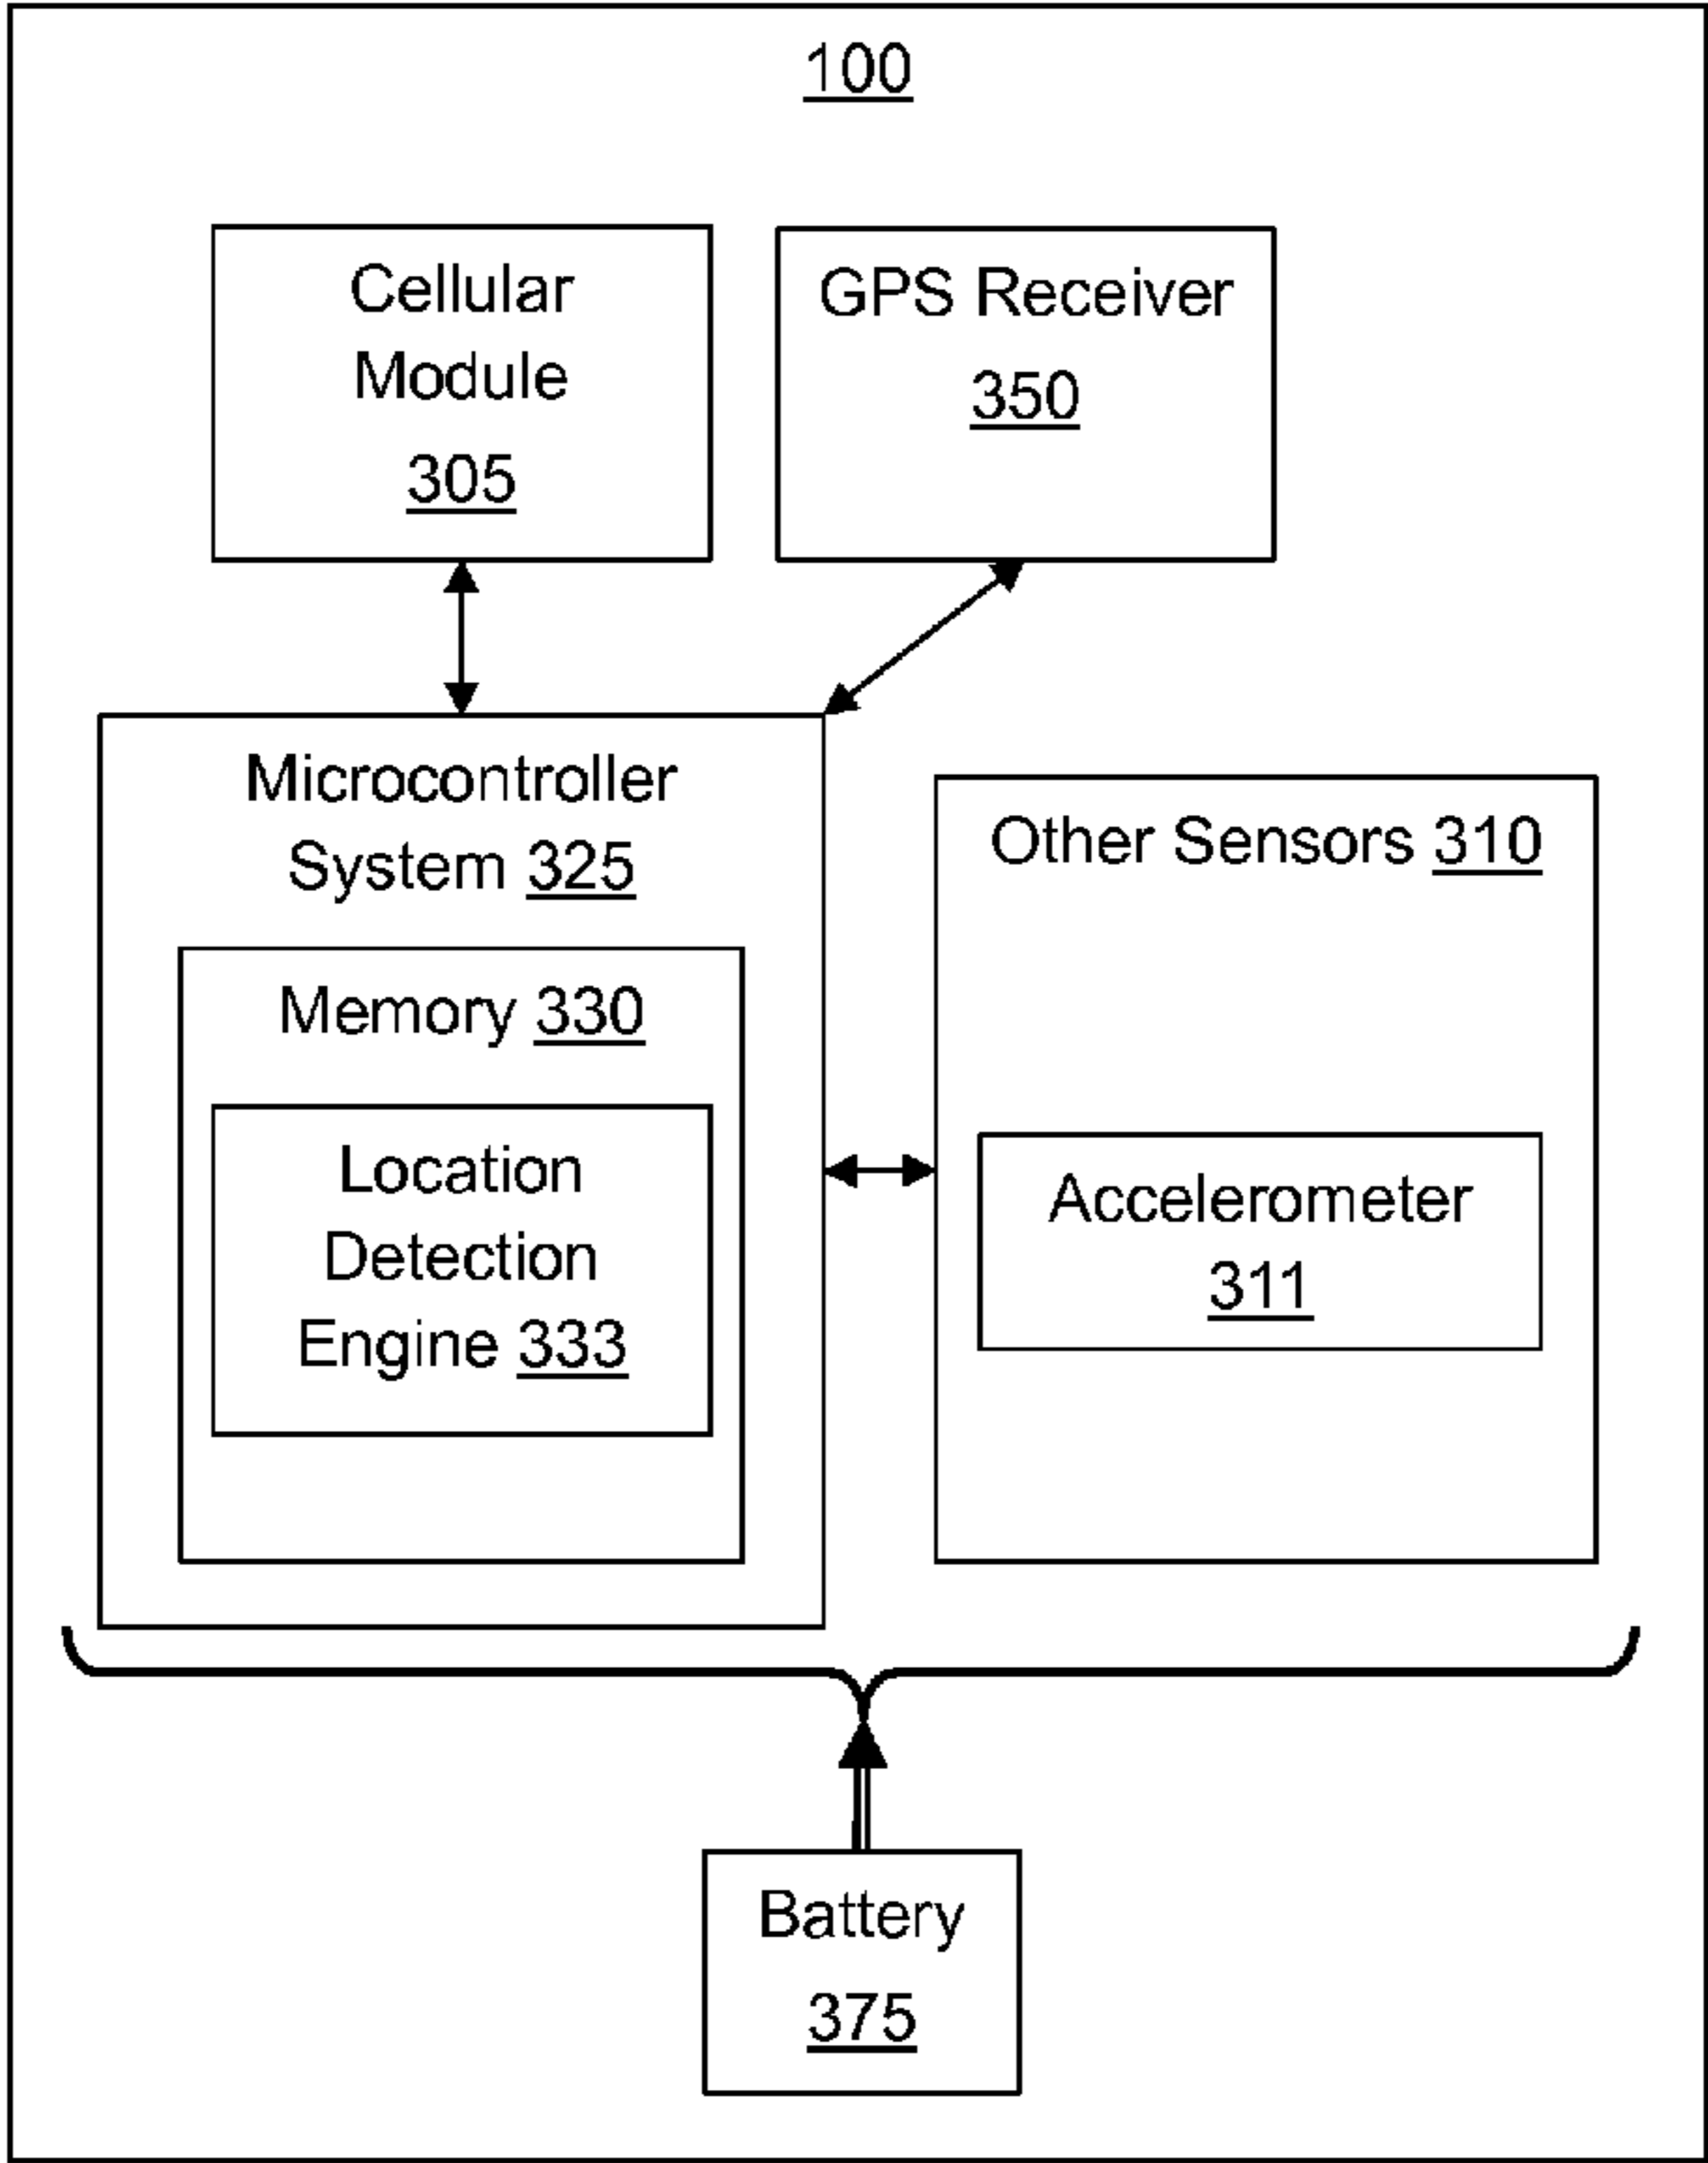 100
Cellular
Module
305
GPS Receiver
350
Microcontroller
System 325
Memory 330
Location
Detection
Engine 333
Other Sensors 310
Accelerometer
311
Battery
375